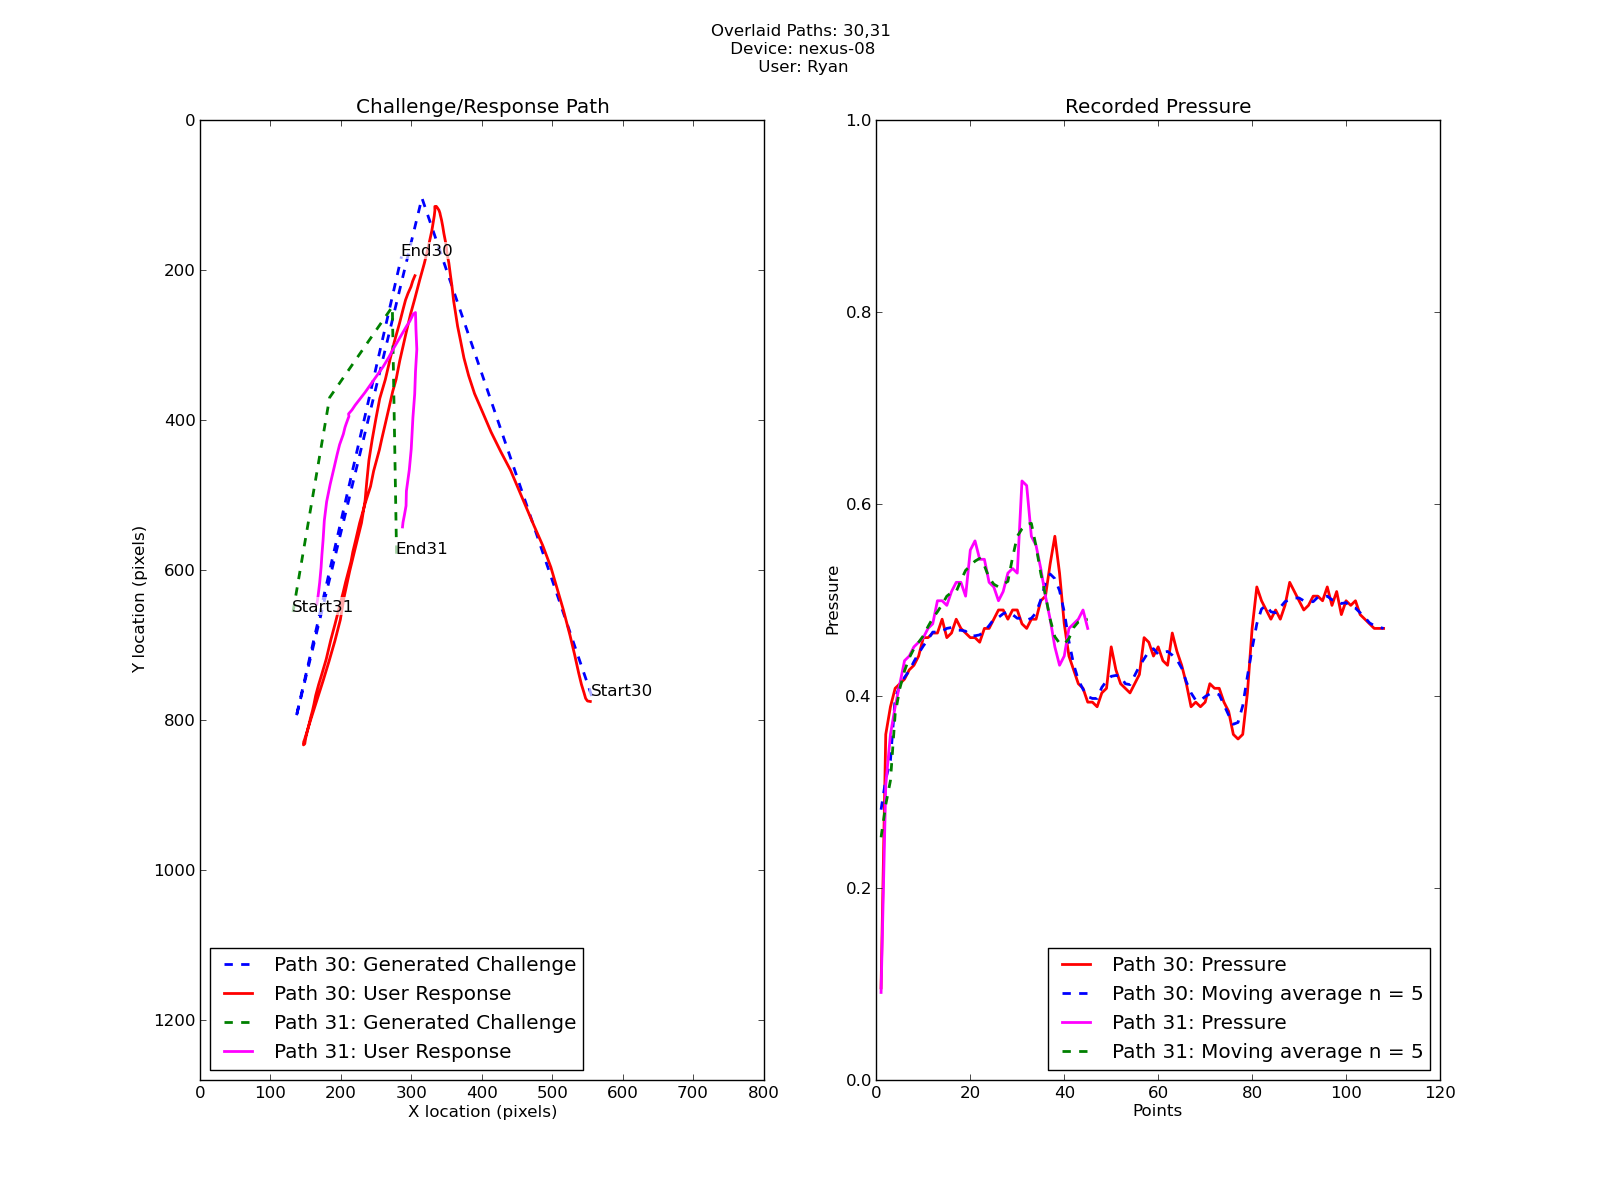 Overlaid Paths: 30,31
Device: nexus-08
User: Ryan
Challenge/Response Path
0
200
400
600
800
1000
1200
Y location (pixels)
End30
End31
Start31
Start30
Path 30: Generated Challenge
Path 30: User Response
Path 31: Generated Challenge
Path 31: User Response
0 100 200 300 400 500 600 700 800
X location (pixels)
Recorded Pressure
1.0
0.8
0.6
0.4
0.2
0.0
Pressure
Path 30: Pressure
Path 30: Moving average n = 5
Path 31: Pressure
Path 31: Moving average n = 5
0 20 40 60 80 100 120
Points